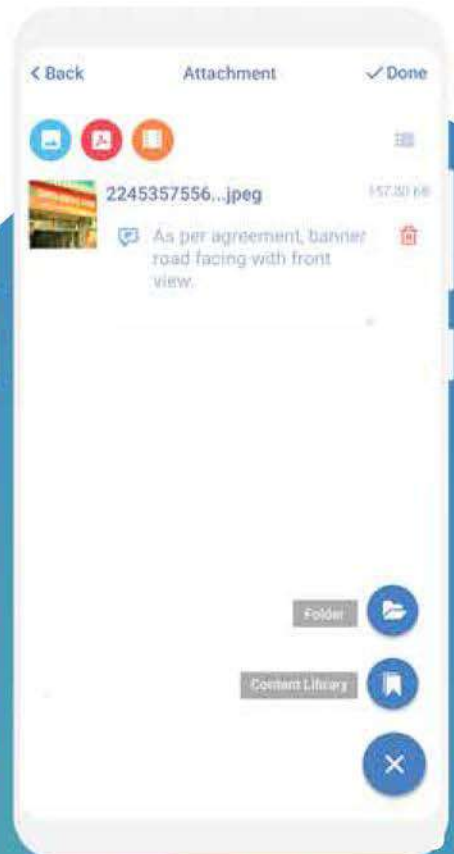 Back
Attachment
Done
2245357556...jpeg
157.80 KB
As per agreement, banner
road facing with front
view.
Folder
Content Library